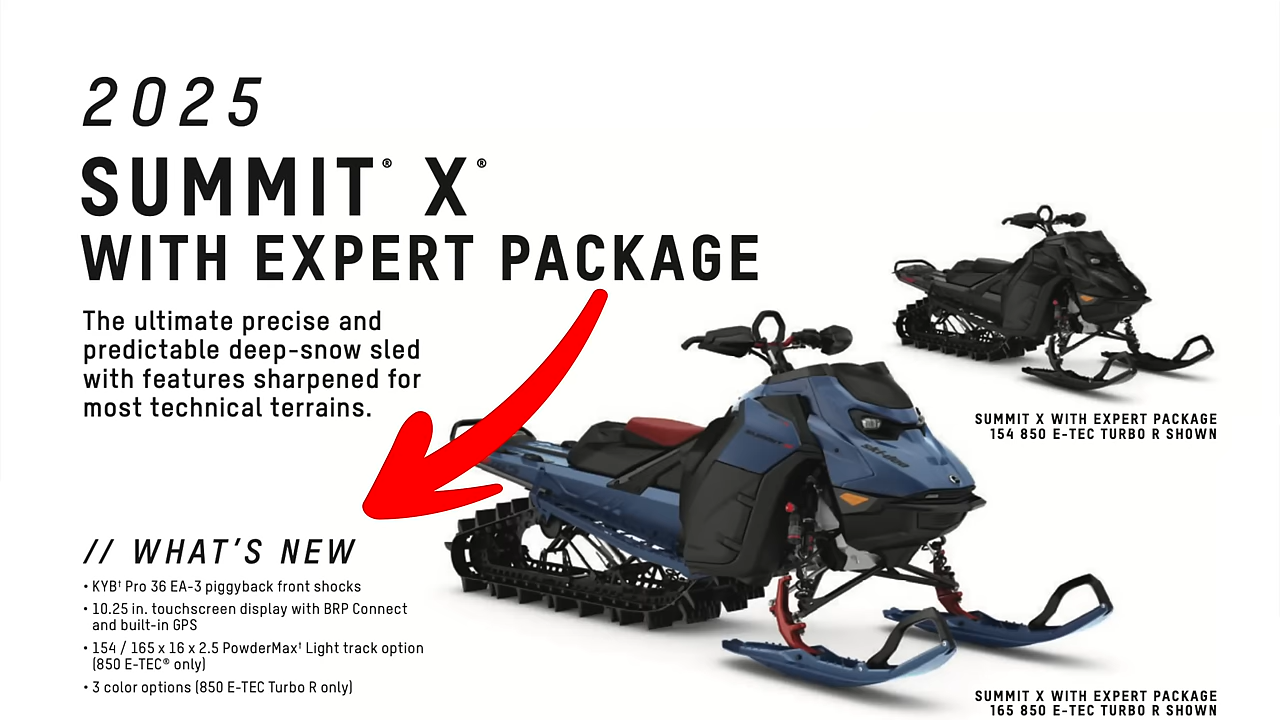 2025
SUMMIT® X®
WITH EXPERT PACKAGE
The ultimate precise and
predictable deep-snow sled
with features sharpened for
most technical terrains.
// WHAT'S NEW
• KYB† Pro 36 EA-3 piggyback front shocks
• 10.25 in. touchscreen display with BRP Connect
and built-in GPS
• 154 / 165 x 16 x 2.5 PowderMax† Light track option
(850 E-TEC® only)
• 3 color options (850 E-TEC Turbo R only)
SUMMIT X WITH EXPERT PACKAGE
154 850 E-TEC TURBO R SHOWN
ski-doo
SUMMIT X WITH EXPERT PACKAGE
165 850 E-TEC TURBO R SHOWN